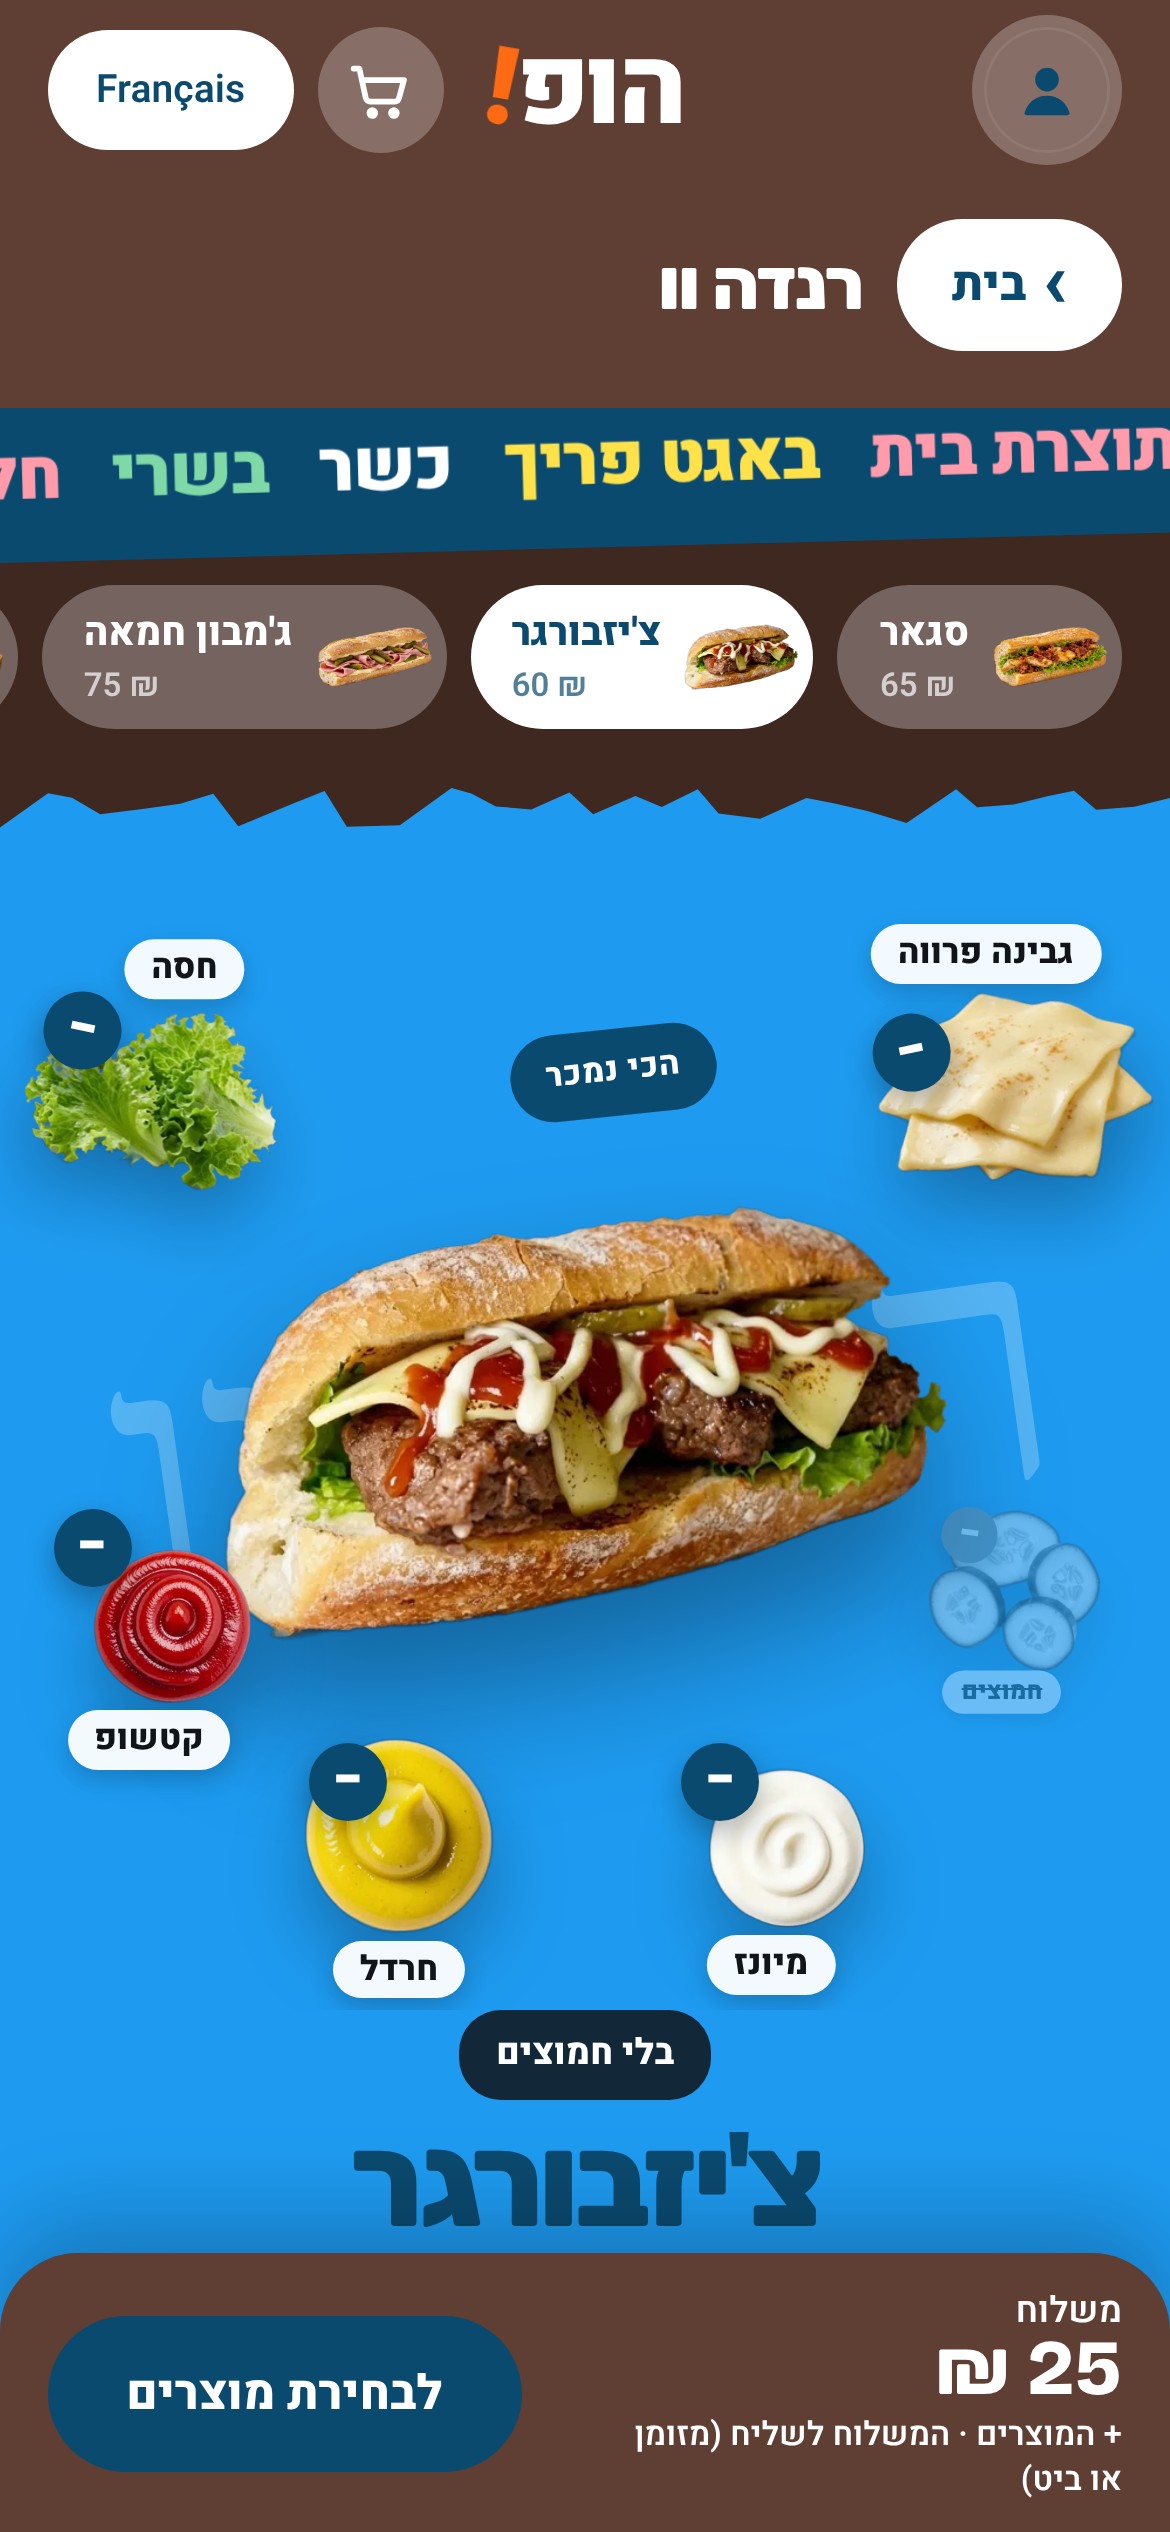 הופ!
Français
‹ בית
רנדה II
תוצרת בית באגט פריך כשר בשרי
סגאר
65 ₪
צ'יזבורגר
60 ₪
ג'מבון חמאה
75 ₪
גבינה פרווה
חסה
הכי נמכר
חמוצים
קטשופ
מיונז
חרדל
בלי חמוצים
צ'יזבורגר
משלוח
25 ₪
+ המוצרים · המשלוח לשליח (מזומן
או ביט)
לבחירת מוצרים